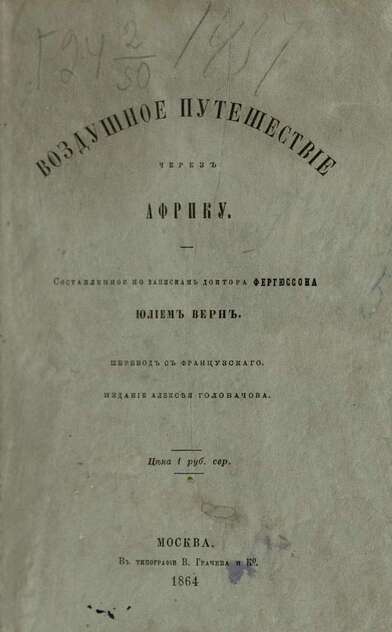 ВОЗДУШНОЕ ПУТЕШЕСТВІЕ
ЧЕРЕЗЪ
АФРИКУ.
СОСТАВЛЕННОЕ ПО ЗАПИСКАМЪ ДОКТОРА ФЕРГЮССОНА
ЮЛІЕМЪ ВЕРНЪ.
ПЕРЕВОДЪ СЪ ФРАНЦУЗСКАГО.
ИЗДАНІЕ АЛЕКСѢЯ ГОЛОВАЧОВА.
Цѣна 1 руб. сер.
МОСКВА.
Въ типографіи В. Грачева и К°.
1864